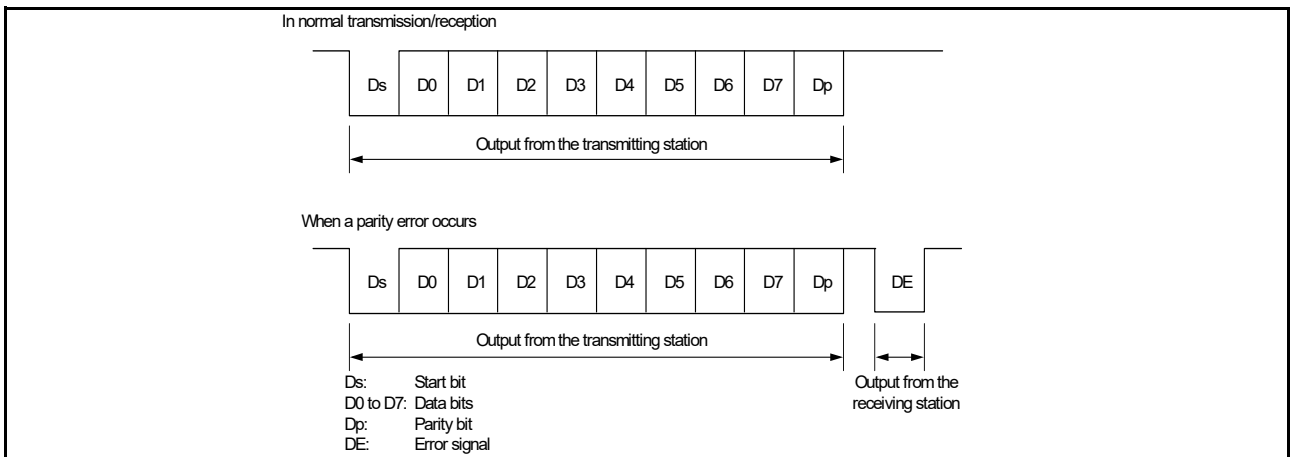 In normal transmission/reception
Ds D0 D1 D2 D3 D4 D5 D6 D7 Dp
Output from the transmitting station
When a parity error occurs
Ds D0 D1 D2 D3 D4 D5 D6 D7 Dp DE
Output from the transmitting station
Output from the
receiving station
Ds: Start bit
D0 to D7: Data bits
Dp: Parity bit
DE: Error signal